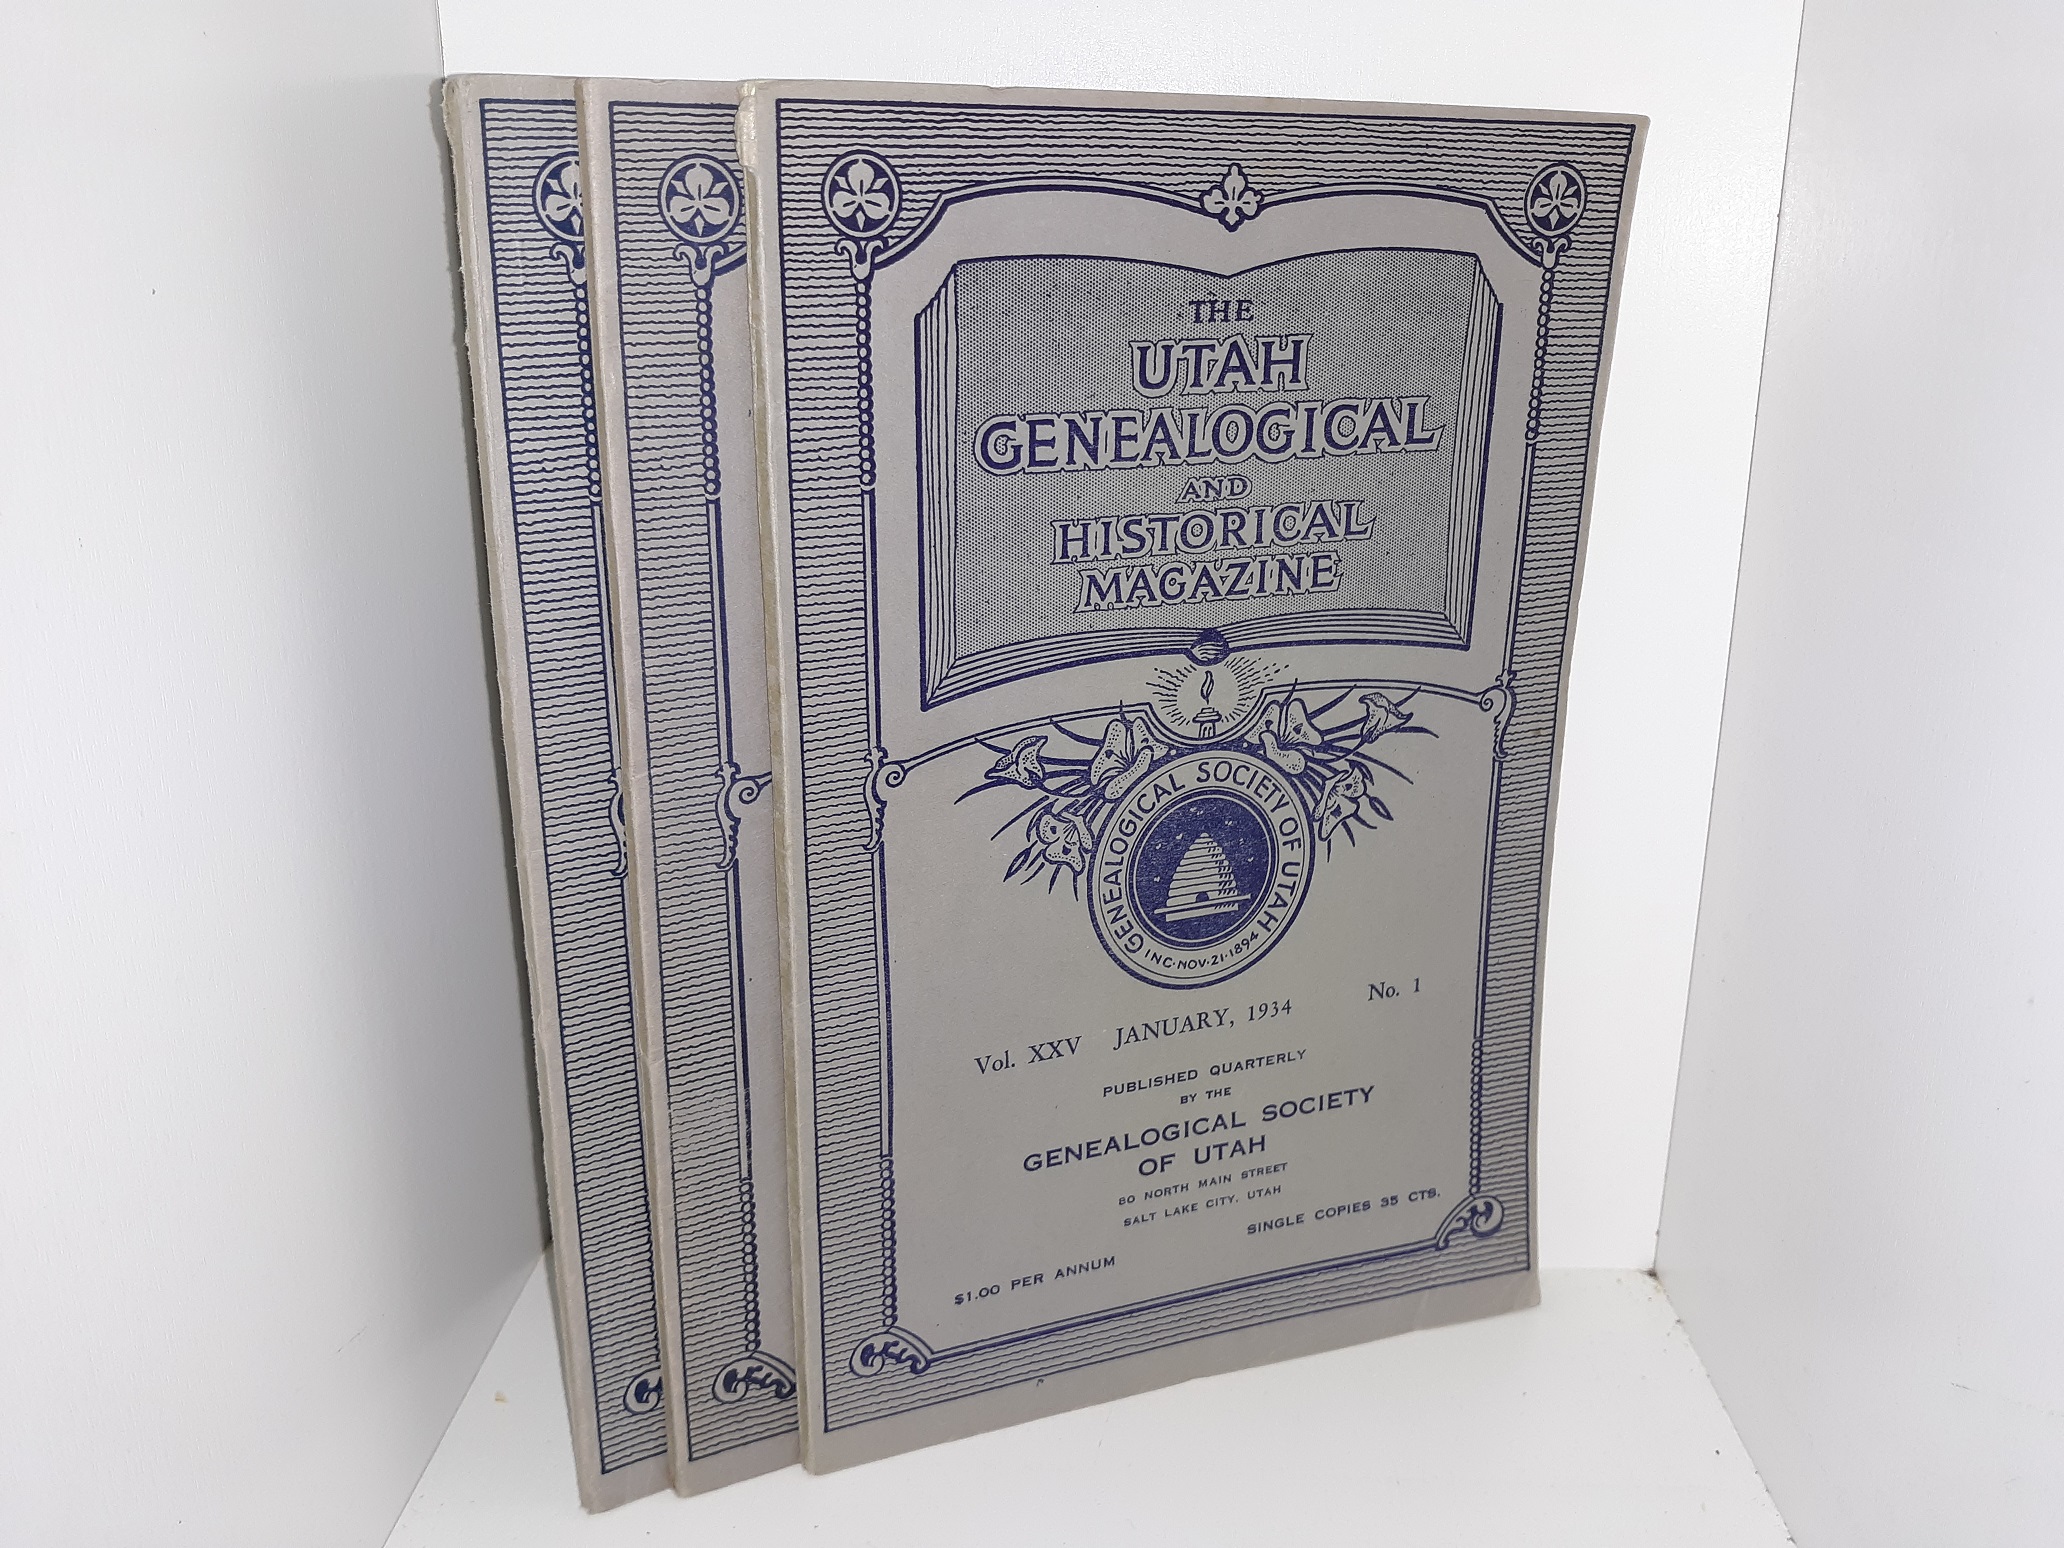 THE
UTAH
GENEALOGICAL
AND
HISTORICAL
MAGAZINE
GENEALOGICAL SOCIETY OF UTAH
INC·NOV·21·1894
Vol. XXV JANUARY, 1934 No. 1
PUBLISHED QUARTERLY
BY THE
GENEALOGICAL SOCIETY
OF UTAH
80 NORTH MAIN STREET
SALT LAKE CITY, UTAH
$1.00 PER ANNUM SINGLE COPIES 35 CTS.